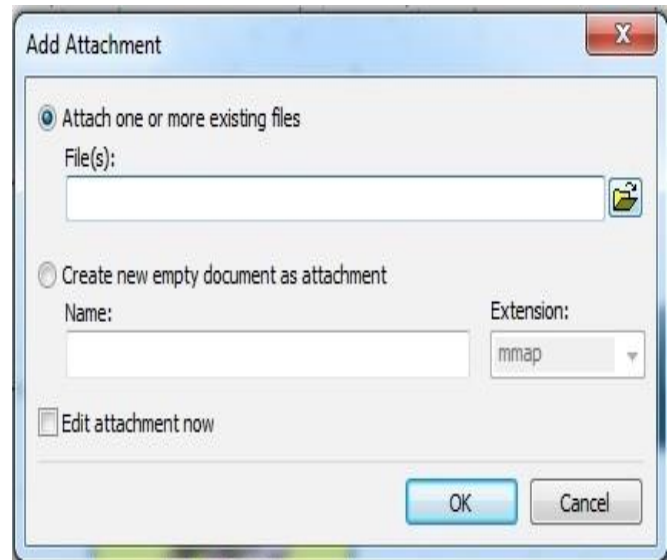 Add Attachment
Attach one or more existing files
File(s):
Create new empty document as attachment
Name: Extension:
mmap
Edit attachment now
OK Cancel